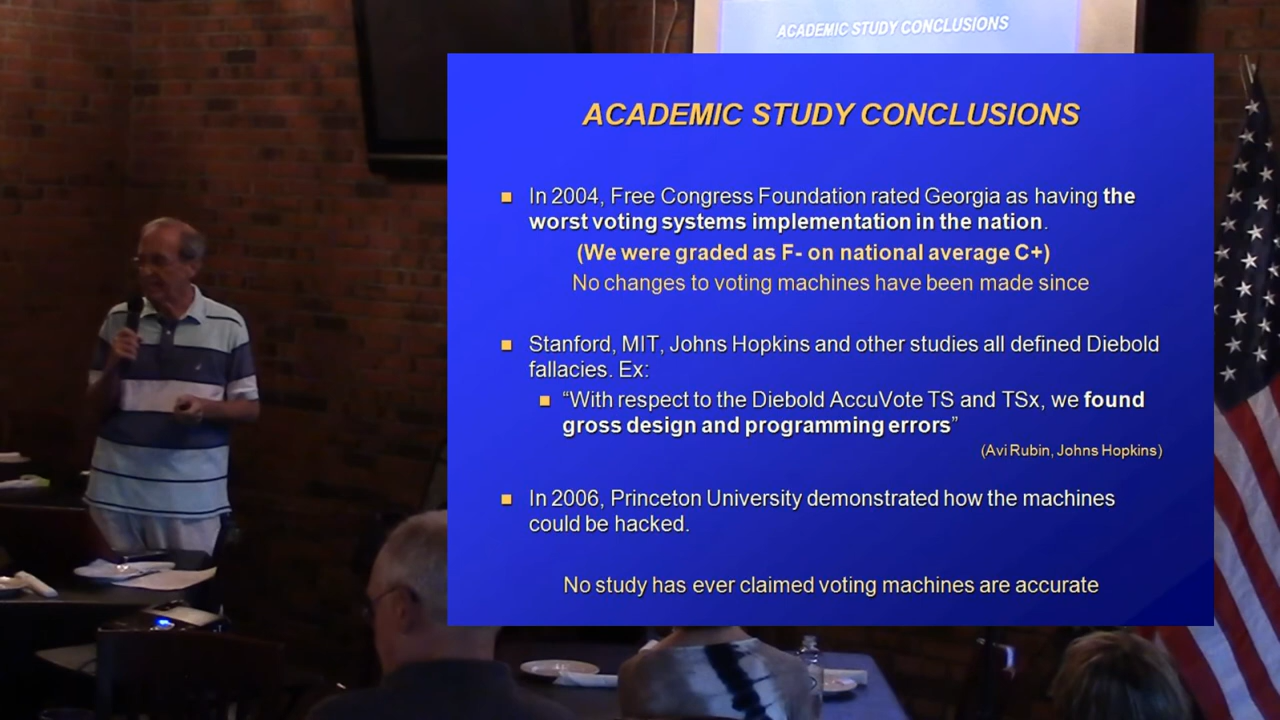 ACADEMIC STUDY CONCLUSIONS
ACADEMIC STUDY CONCLUSIONS
In 2004, Free Congress Foundation rated Georgia as having the
worst voting systems implementation in the nation.
(We were graded as F- on national average C+)
No changes to voting machines have been made since
Stanford, MIT, Johns Hopkins and other studies all defined Diebold
fallacies. Ex:
“With respect to the Diebold AccuVote TS and TSx, we found
gross design and programming errors”
(Avi Rubin, Johns Hopkins)
In 2006, Princeton University demonstrated how the machines
could be hacked.
No study has ever claimed voting machines are accurate